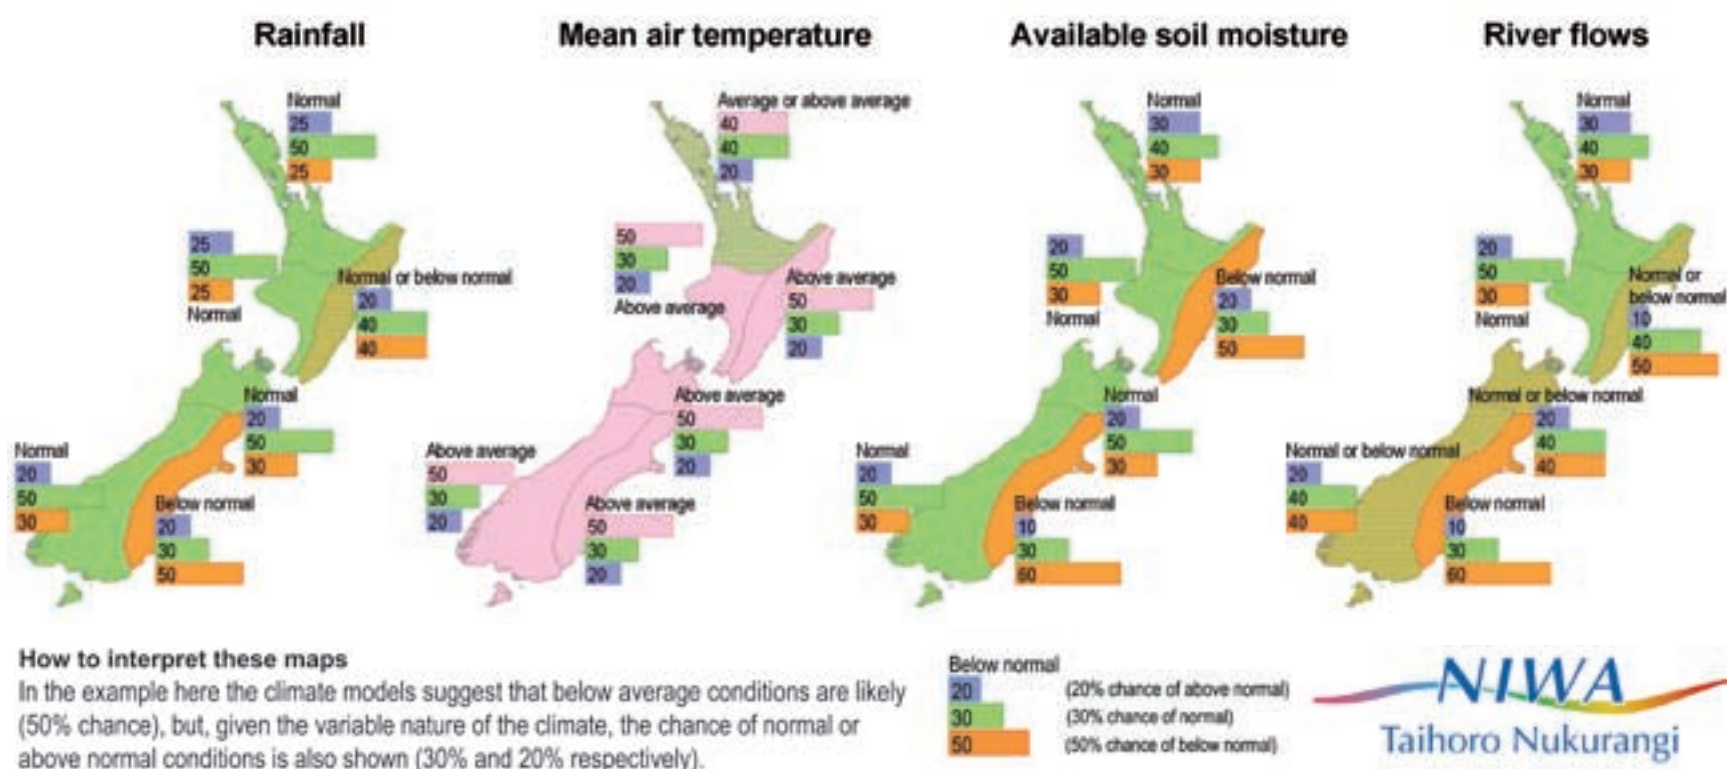 Rainfall
Mean air temperature
Available soil moisture
River flows
Normal
25
50
25
25
50
25
Normal
Normal or below normal
20
40
40
Normal
20
50
30
Normal
20
50
30
Below normal
20
30
50
Average or above average
40
40
20
50
30
20
Above average
Above average
50
30
20
Above average
50
30
20
Above average
50
30
20
Above average
50
30
20
Normal
30
40
30
20
50
30
Normal
Below normal
20
30
50
Normal
20
50
30
Normal
20
50
30
Below normal
10
30
60
Normal
30
40
30
20
50
30
Normal
Normal or
below normal
10
40
50
Normal or below normal
20
40
40
Normal or below normal
20
40
40
Below normal
10
30
60
How to interpret these maps
In the example here the climate models suggest that below average conditions are likely
(50% chance), but, given the variable nature of the climate, the chance of normal or
above normal conditions is also shown (30% and 20% respectively).
Below normal
20 (20% chance of above normal)
30 (30% chance of normal)
50 (50% chance of below normal)
NIWA
Taihoro Nukurangi